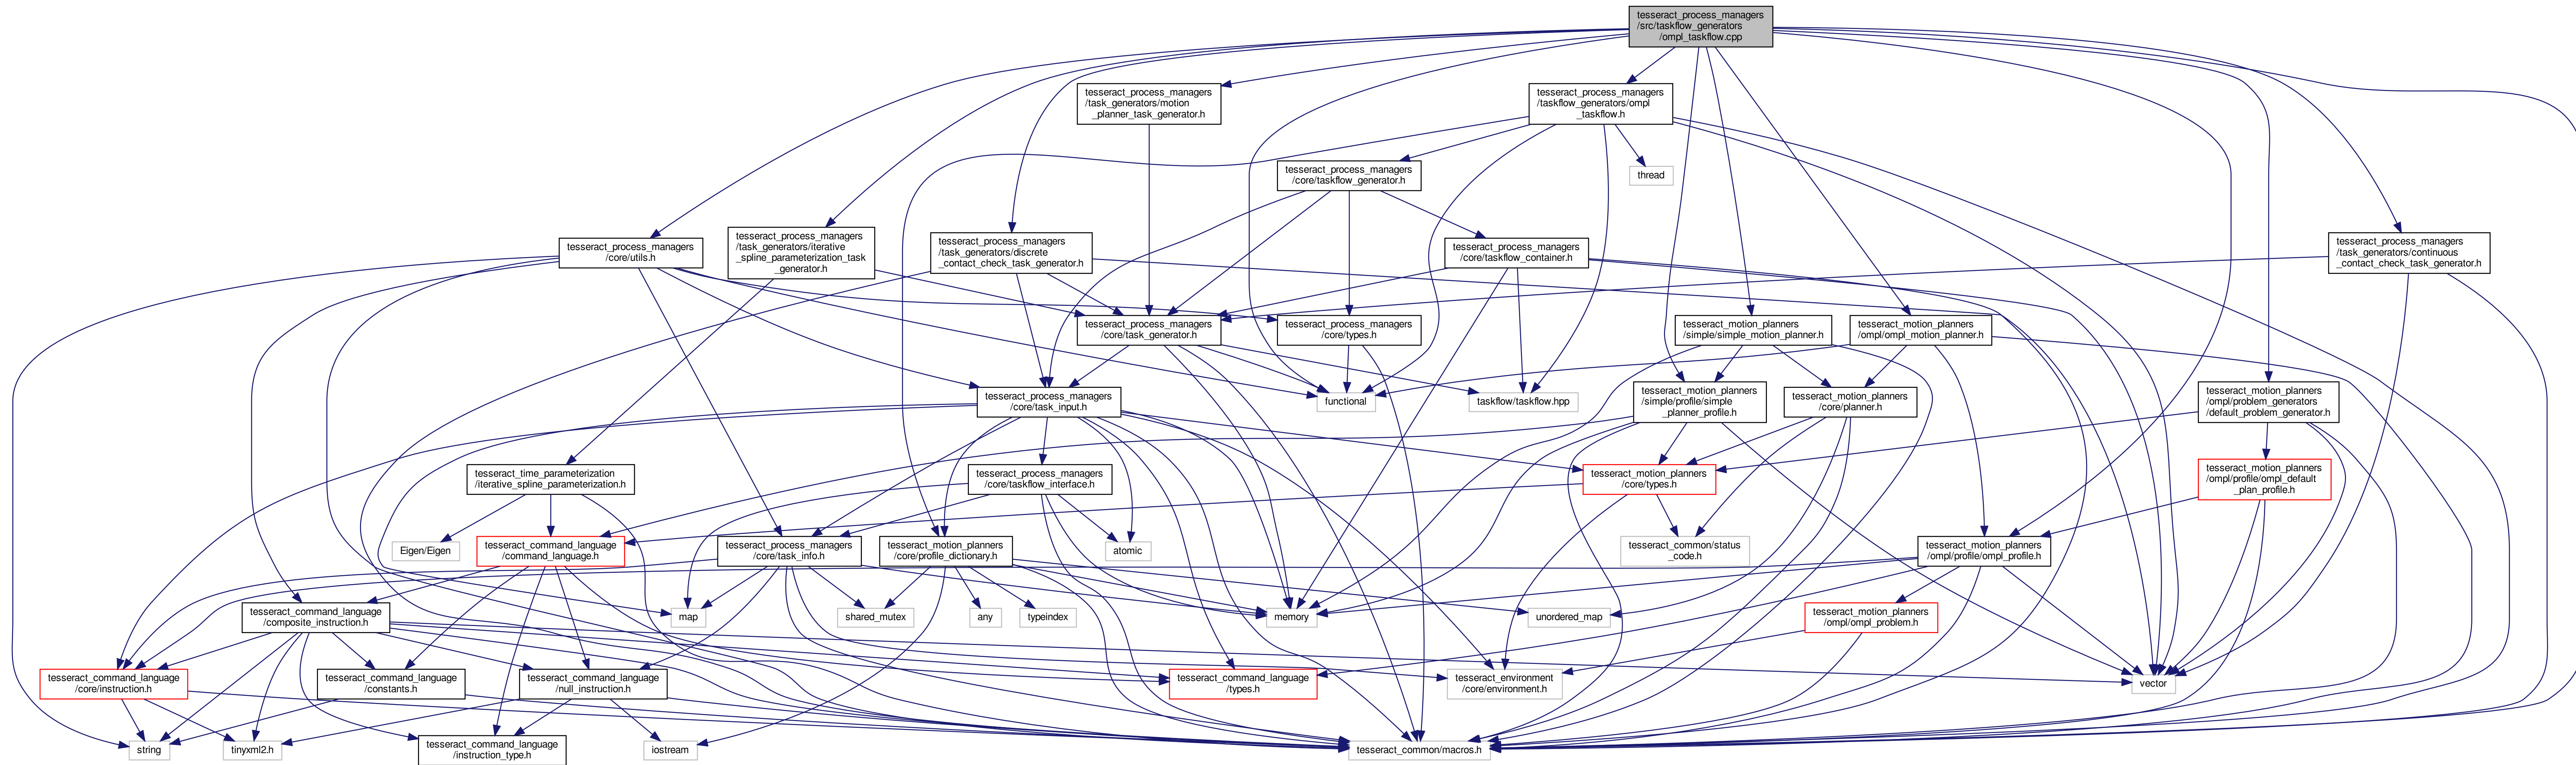 tesseract_process_managers
/src/taskflow_generators
/ompl_taskflow.cpp
tesseract_process_managers
/task_generators/motion
_planner_task_generator.h
tesseract_process_managers
/taskflow_generators/ompl
_taskflow.h
tesseract_process_managers
/core/taskflow_generator.h
thread
tesseract_process_managers
/core/utils.h
tesseract_process_managers
/task_generators/iterative
_spline_parameterization_task
_generator.h
tesseract_process_managers
/task_generators/discrete
_contact_check_task_generator.h
tesseract_process_managers
/core/taskflow_container.h
tesseract_process_managers
/task_generators/continuous
_contact_check_task_generator.h
tesseract_process_managers
/core/task_generator.h
tesseract_process_managers
/core/types.h
tesseract_motion_planners
/simple/simple_motion_planner.h
tesseract_motion_planners
/ompl/ompl_motion_planner.h
tesseract_process_managers
/core/task_input.h
functional
taskflow/taskflow.hpp
tesseract_motion_planners
/simple/profile/simple
_planner_profile.h
tesseract_motion_planners
/core/planner.h
tesseract_motion_planners
/ompl/problem_generators
/default_problem_generator.h
tesseract_time_parameterization
/iterative_spline_parameterization.h
tesseract_process_managers
/core/taskflow_interface.h
tesseract_motion_planners
/core/types.h
tesseract_motion_planners
/ompl/profile/ompl_default
_plan_profile.h
Eigen/Eigen
tesseract_command_language
/command_language.h
tesseract_process_managers
/core/task_info.h
tesseract_motion_planners
/core/profile_dictionary.h
atomic
tesseract_common/status
_code.h
tesseract_motion_planners
/ompl/profile/ompl_profile.h
tesseract_command_language
/composite_instruction.h
map
shared_mutex
any
typeindex
memory
unordered_map
tesseract_motion_planners
/ompl/ompl_problem.h
tesseract_command_language
/core/instruction.h
tesseract_command_language
/constants.h
tesseract_command_language
/null_instruction.h
tesseract_command_language
/types.h
tesseract_environment
/core/environment.h
vector
string
tinyxml2.h
tesseract_command_language
/instruction_type.h
iostream
tesseract_common/macros.h